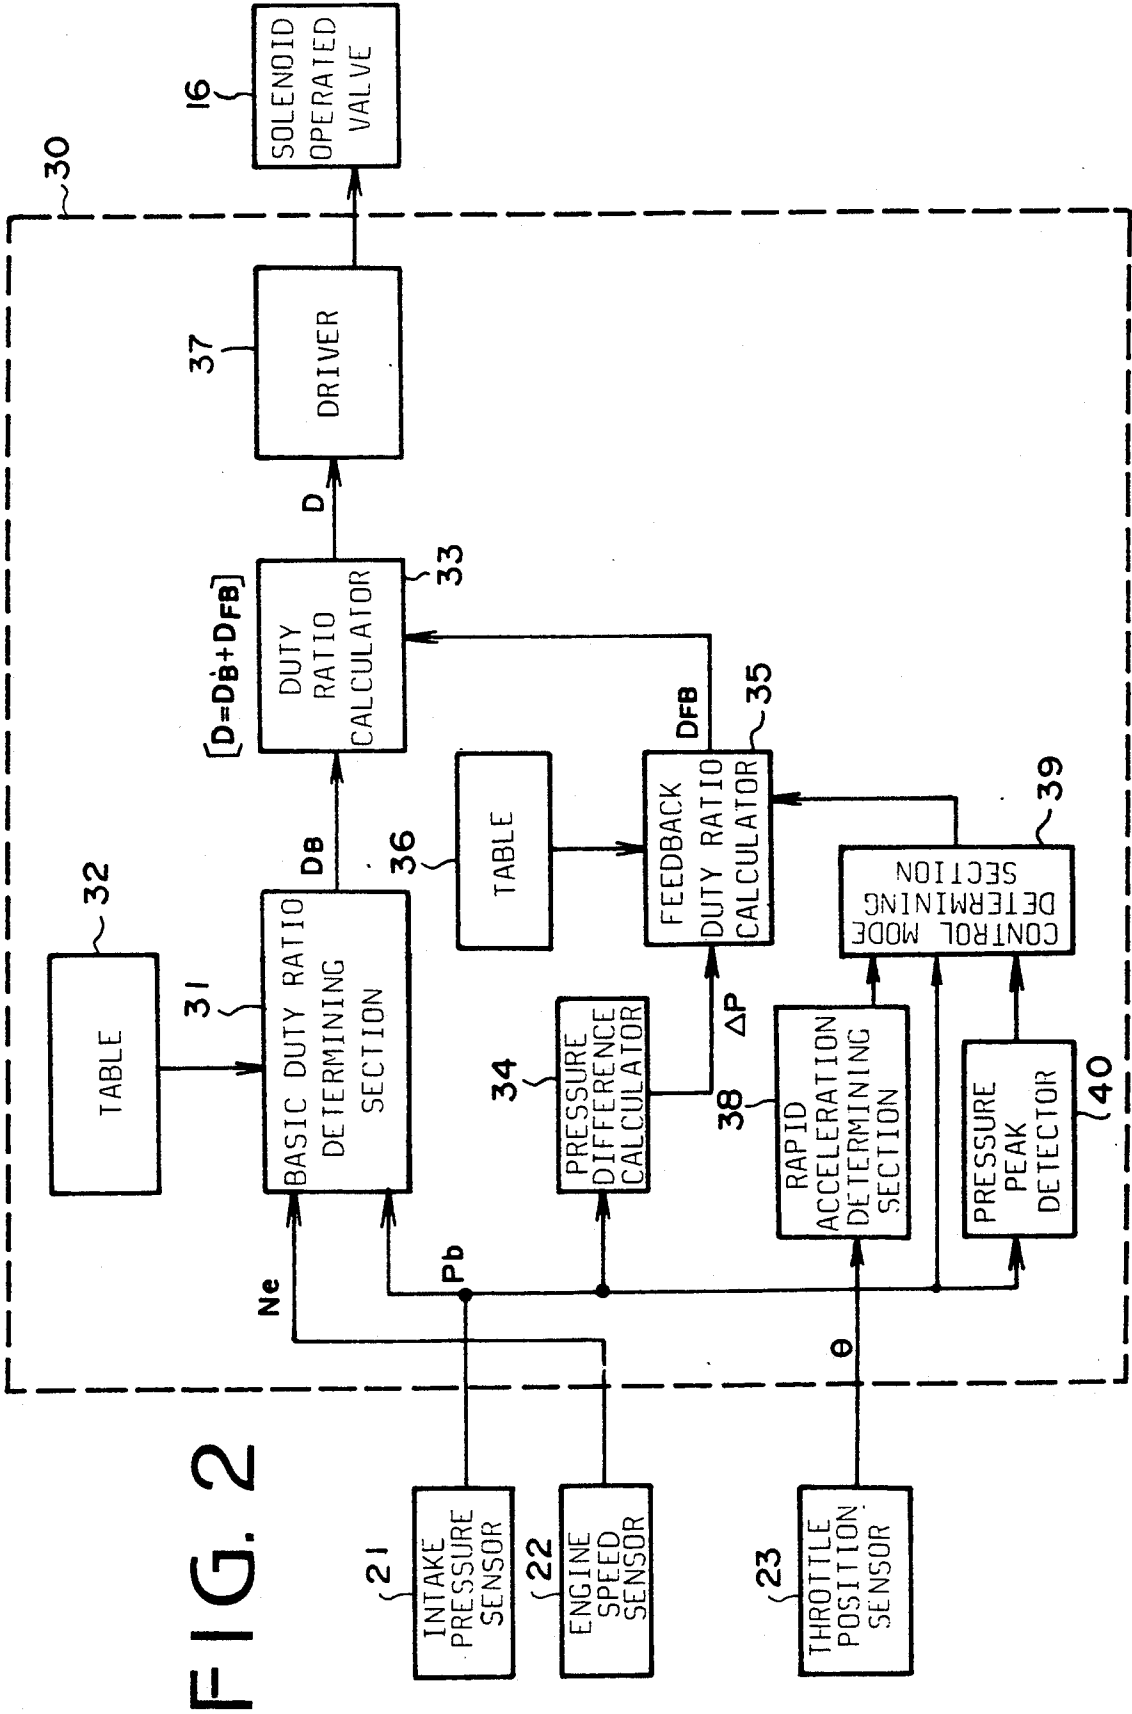 FIG. 2
30
TABLE
32
31
BASIC DUTY RATIO
DETERMINING
SECTION
DB
[D=DB+DFB]
DUTY
RATIO
CALCULATOR
33
D
37
DRIVER
16
SOLENOID
OPERATED
VALVE
Ne
Pb
21
INTAKE
PRESSURE
SENSOR
22
ENGINE
SPEED
SENSOR
34
PRESSURE
DIFFERENCE
CALCULATOR
ΔP
36
TABLE
FEEDBACK
DUTY RATIO
CALCULATOR
35
DFB
23
THROTTLE
POSITION
SENSOR
θ
38
RAPID
ACCELERATION
DETERMINING
SECTION
CONTROL MODE
DETERMINING
SECTION
39
PRESSURE
PEAK
DETECTOR
40